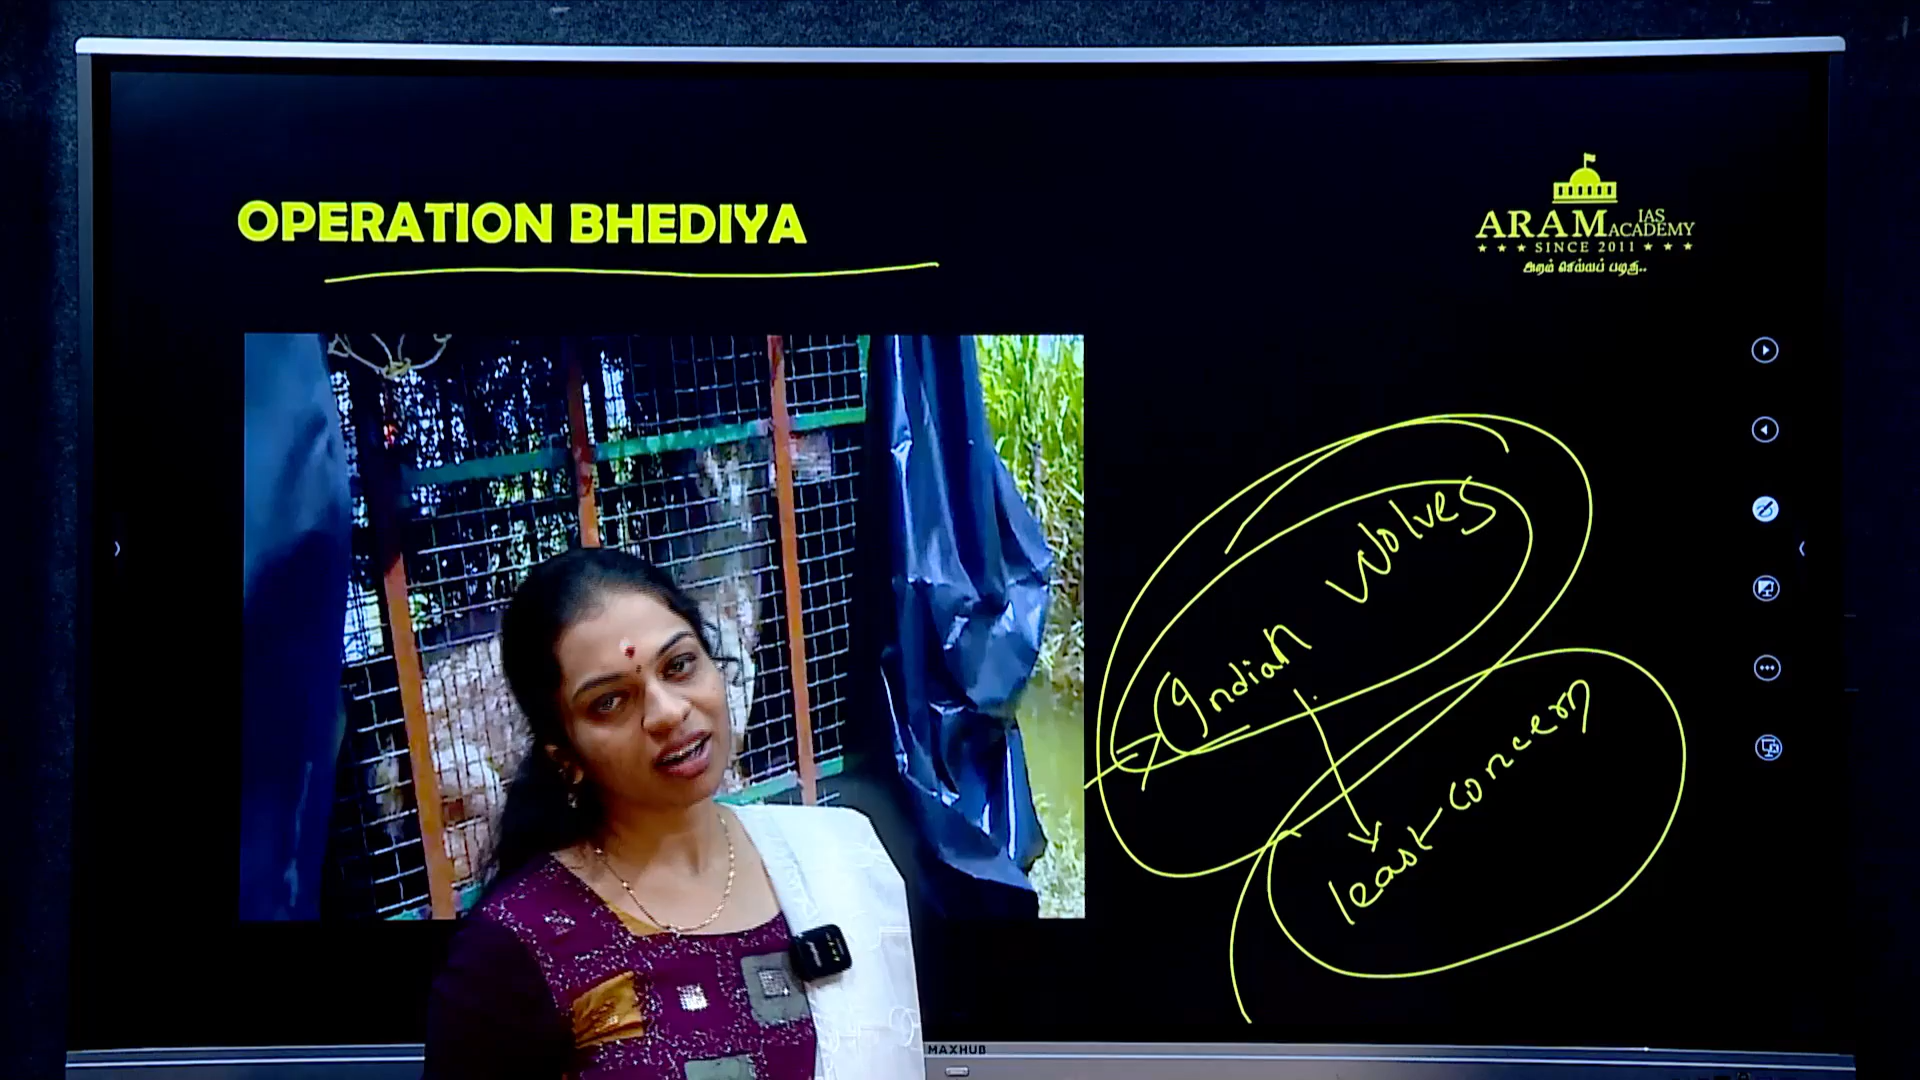 OPERATION BHEDIYA
ARAM IAS ACADEMY
★ ★ ★ SINCE 2011 ★ ★ ★
அறம் செய்யப் பழகு..
Indian wolves
least-concern
MAXHUB